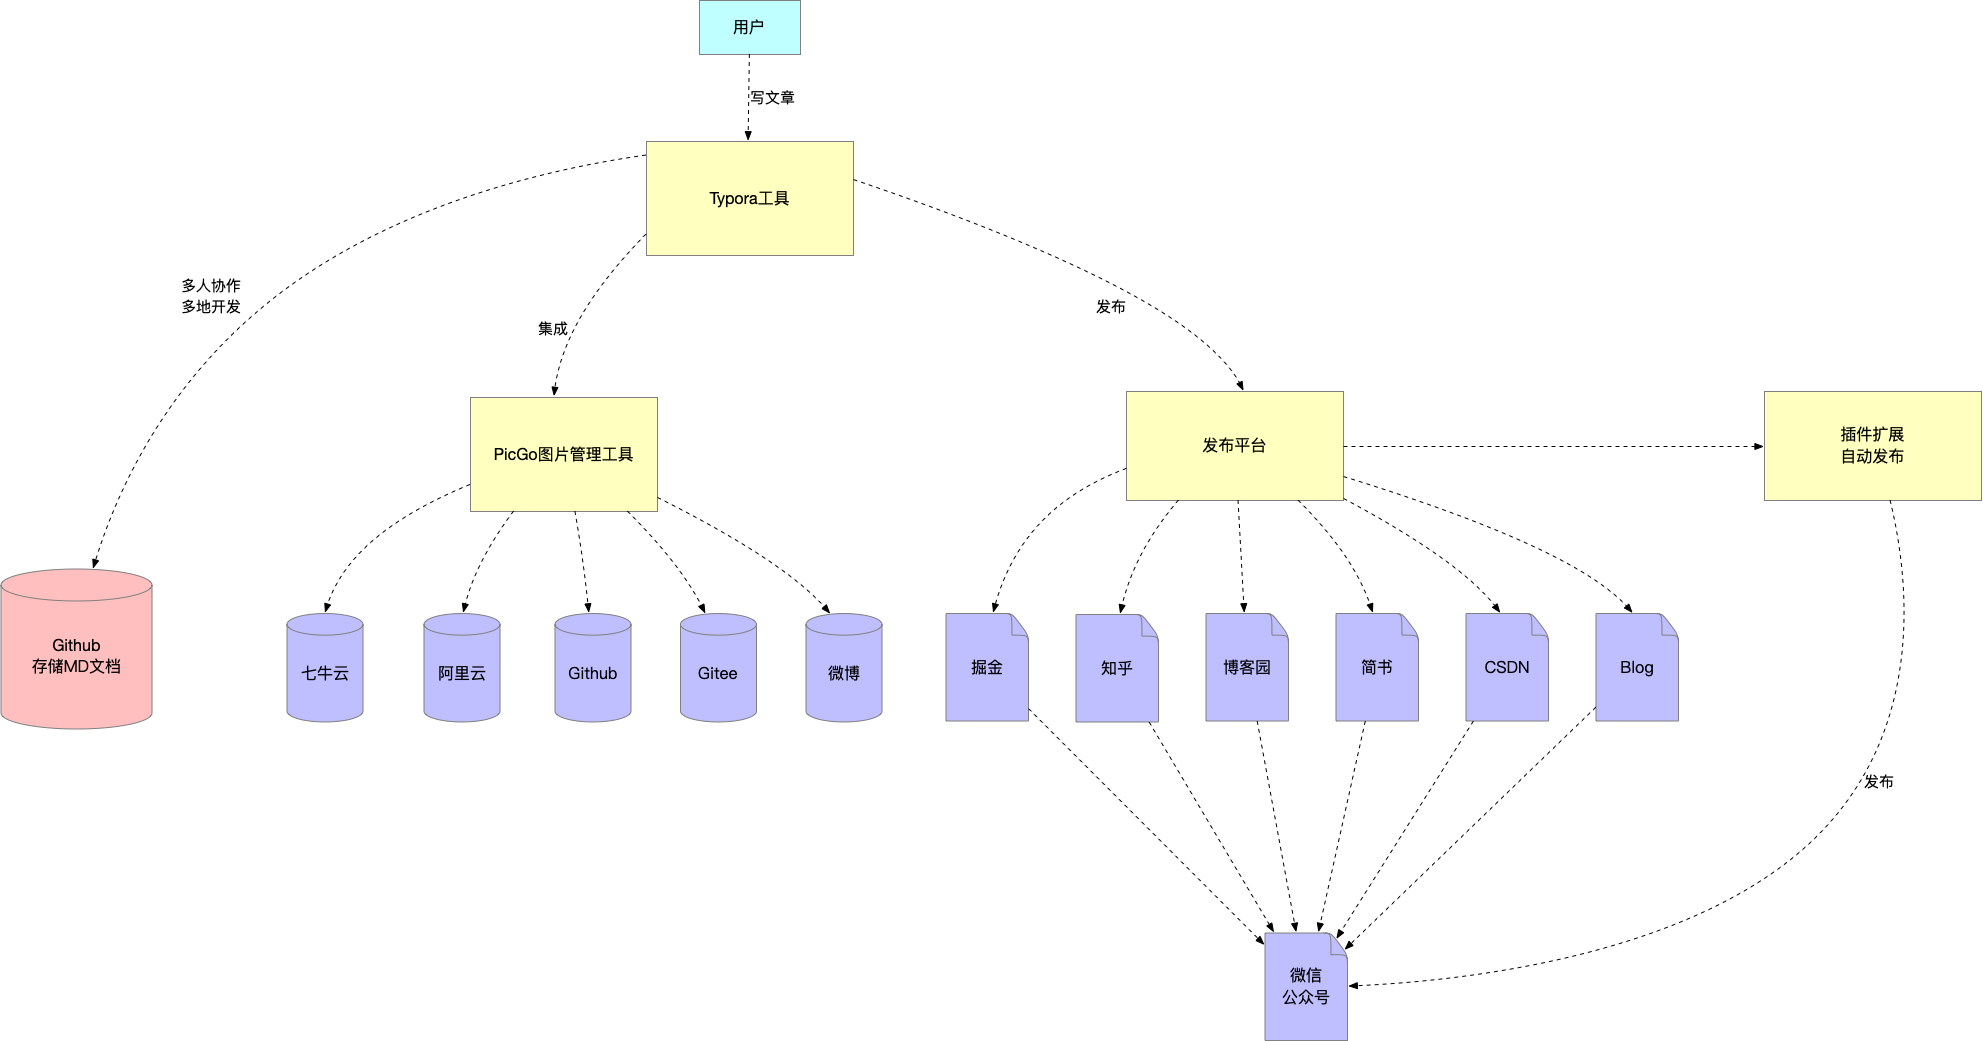 用户
写文章
Typora工具
多人协作
多地开发
集成
发布
PicGo图片管理工具
发布平台
插件扩展
自动发布
Github
存储MD文档
七牛云
阿里云
Github
Gitee
微博
掘金
知乎
博客园
简书
CSDN
Blog
发布
微信
公众号